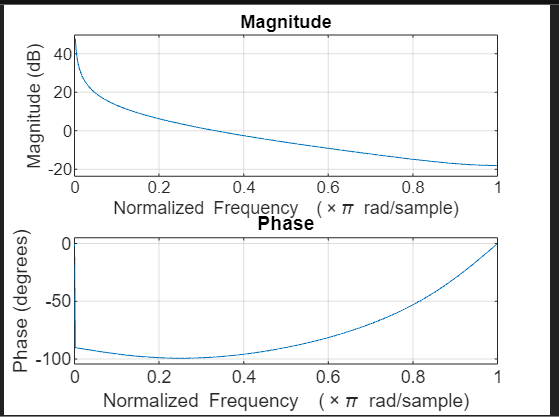 Magnitude
Magnitude (dB)
40
20
0
-20
0 0.2 0.4 0.6 0.8 1
Normalized Frequency (× π rad/sample)
Phase
Phase (degrees)
0
-50
-100
0 0.2 0.4 0.6 0.8 1
Normalized Frequency (× π rad/sample)